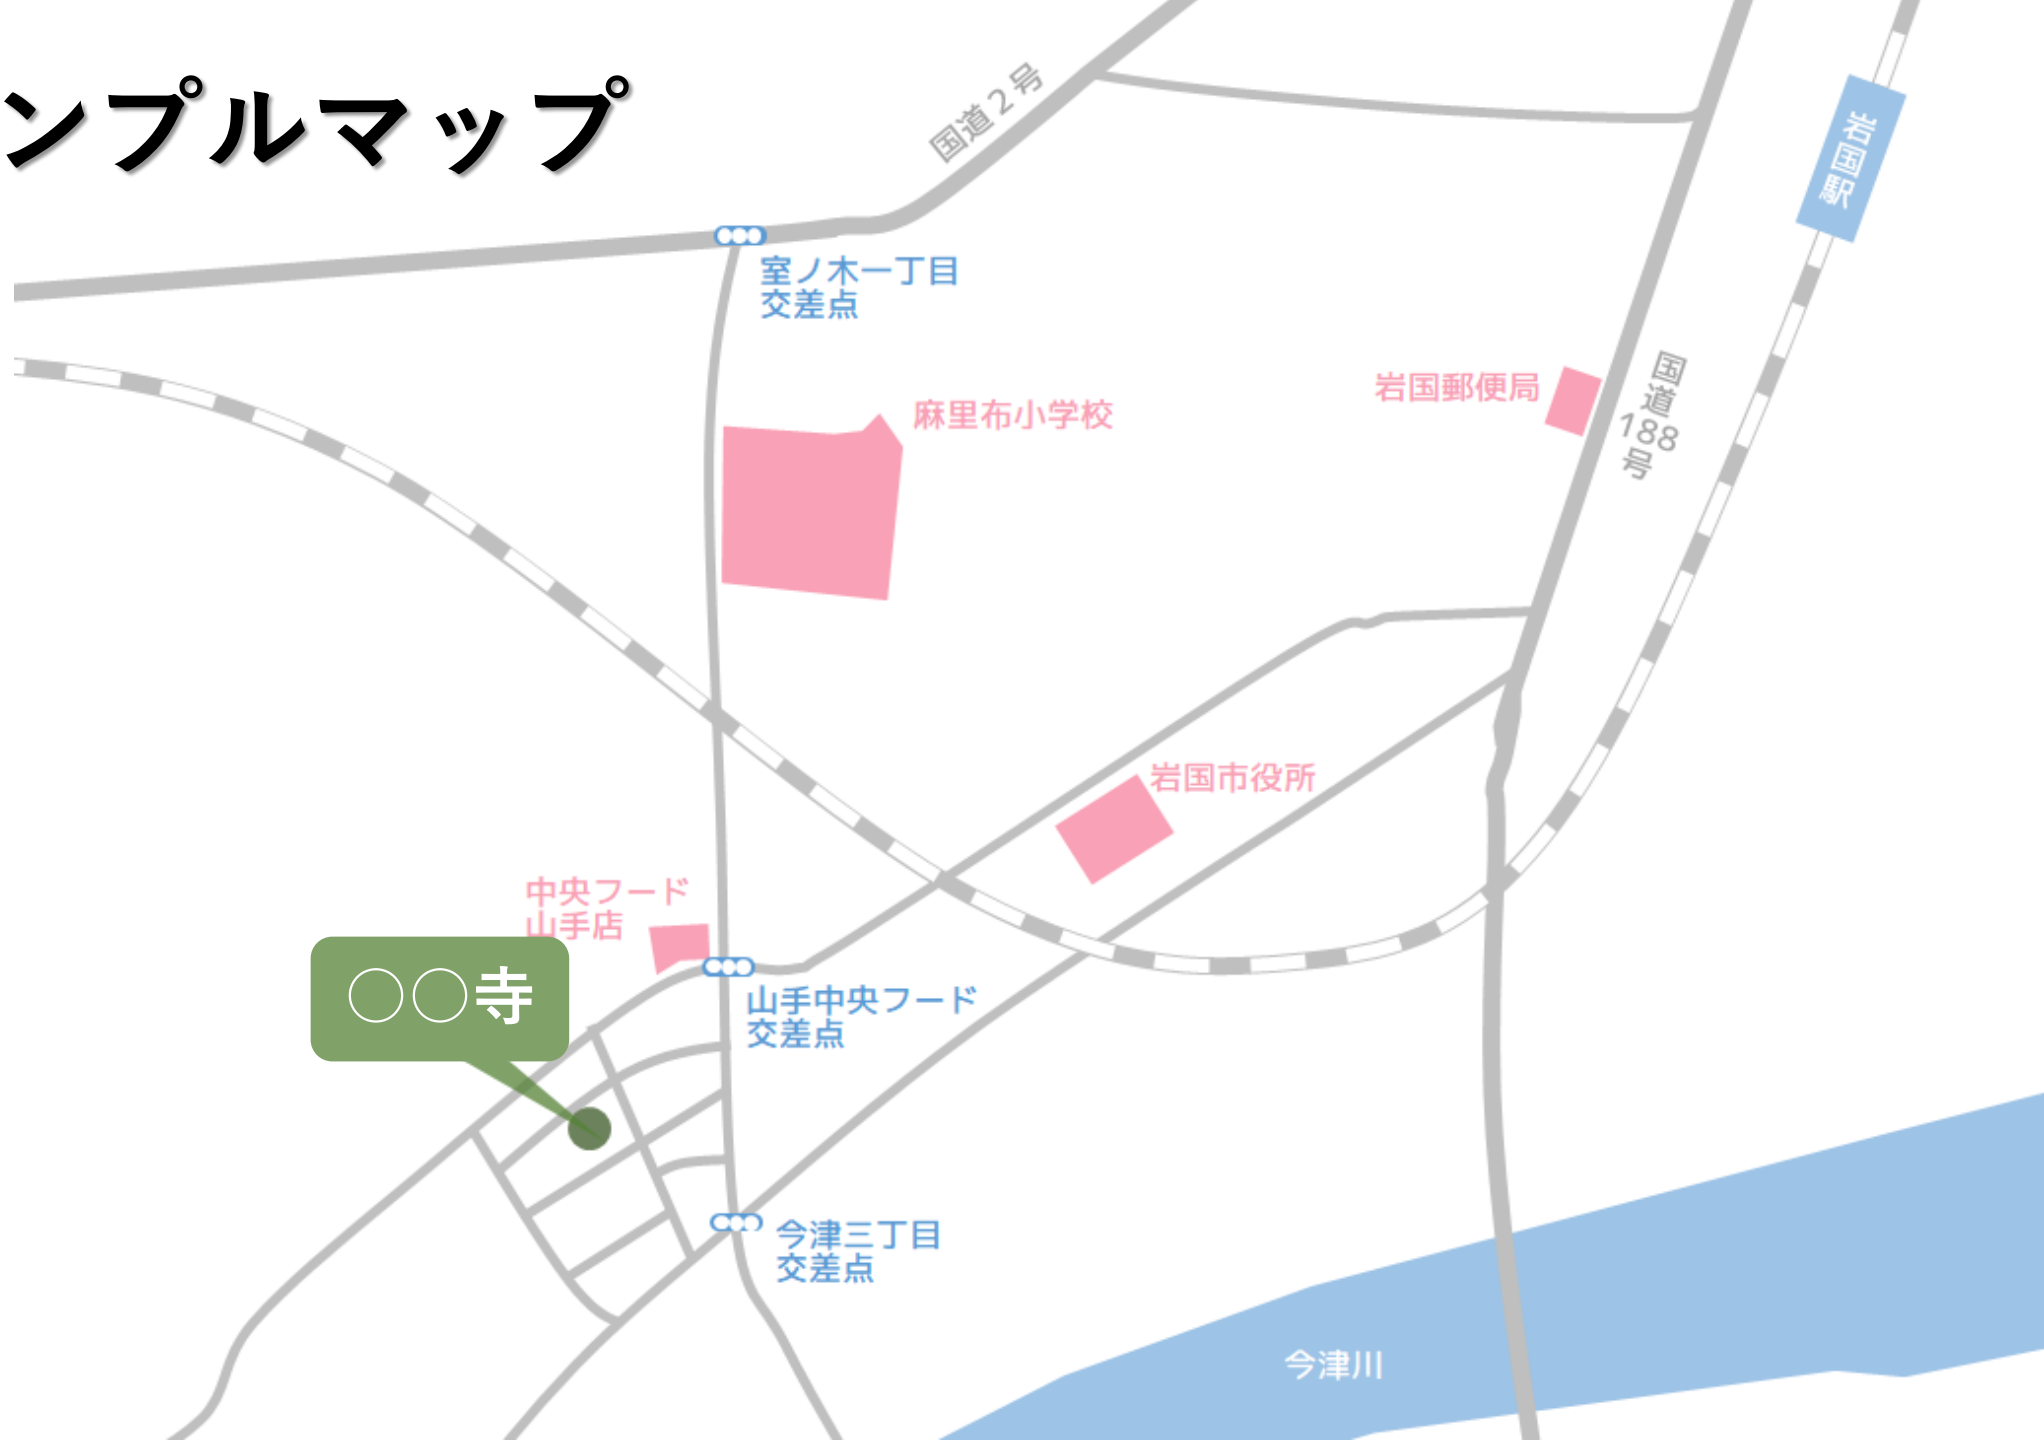 ンプルマップ
国道２号
岩国駅
室ノ木一丁目
交差点
国道
188
号
岩国郵便局
麻里布小学校
岩国市役所
中央フード
山手店
〇〇寺
山手中央フード
交差点
今津三丁目
交差点
今津川